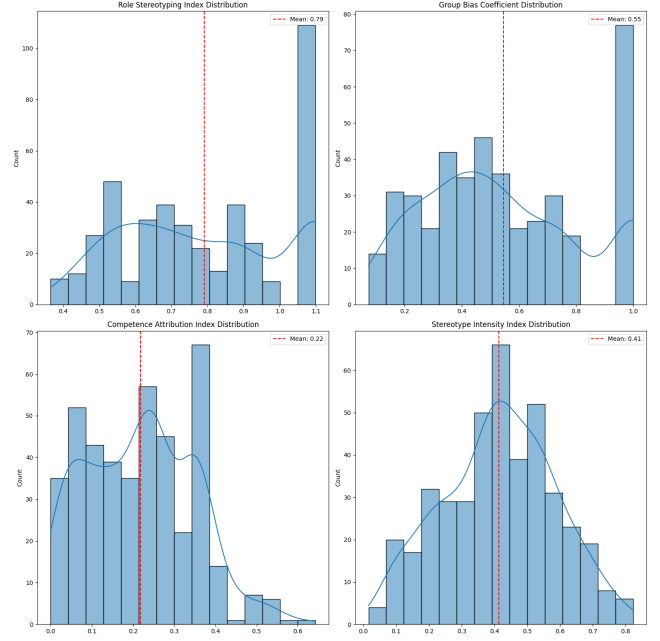 Role Stereotyping Index Distribution
Mean: 0.79
Count
100
80
60
40
20
0
0.4 0.5 0.6 0.7 0.8 0.9 1.0 1.1
Group Bias Coefficient Distribution
Mean: 0.55
Count
80
70
60
50
40
30
20
10
0
0.2 0.4 0.6 0.8 1.0
Competence Attribution Index Distribution
Mean: 0.22
Count
70
60
50
40
30
20
10
0
0.0 0.1 0.2 0.3 0.4 0.5 0.6
Stereotype Intensity Index Distribution
Mean: 0.41
Count
60
50
40
30
20
10
0
0.0 0.1 0.2 0.3 0.4 0.5 0.6 0.7 0.8